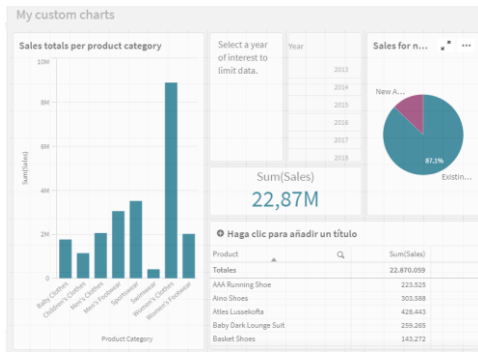 My custom charts
Sales totals per product category
10M
8M
6M
4M
2M
0
Sum(Sales)
Baby Clothes
Children's Clothes
Men's Clothes
Men's Footwear
Sportswear
Swimwear
Women's Clothes
Women's Footwear
Product Category
Select a year
of interest to
limit data.
Year
2013
2014
2015
2016
2017
2018
Sales for n...
New A...
87.1%
Existin...
Sum(Sales)
22,87M
Haga clic para añadir un título
Product Sum(Sales)
Totales 22.870.059
AAA Running Shoe 223.525
Aino Shoes 303.588
Atles Lussekofta 428.443
Baby Dark Lounge Suit 259.265
Basket Shoes 143.272